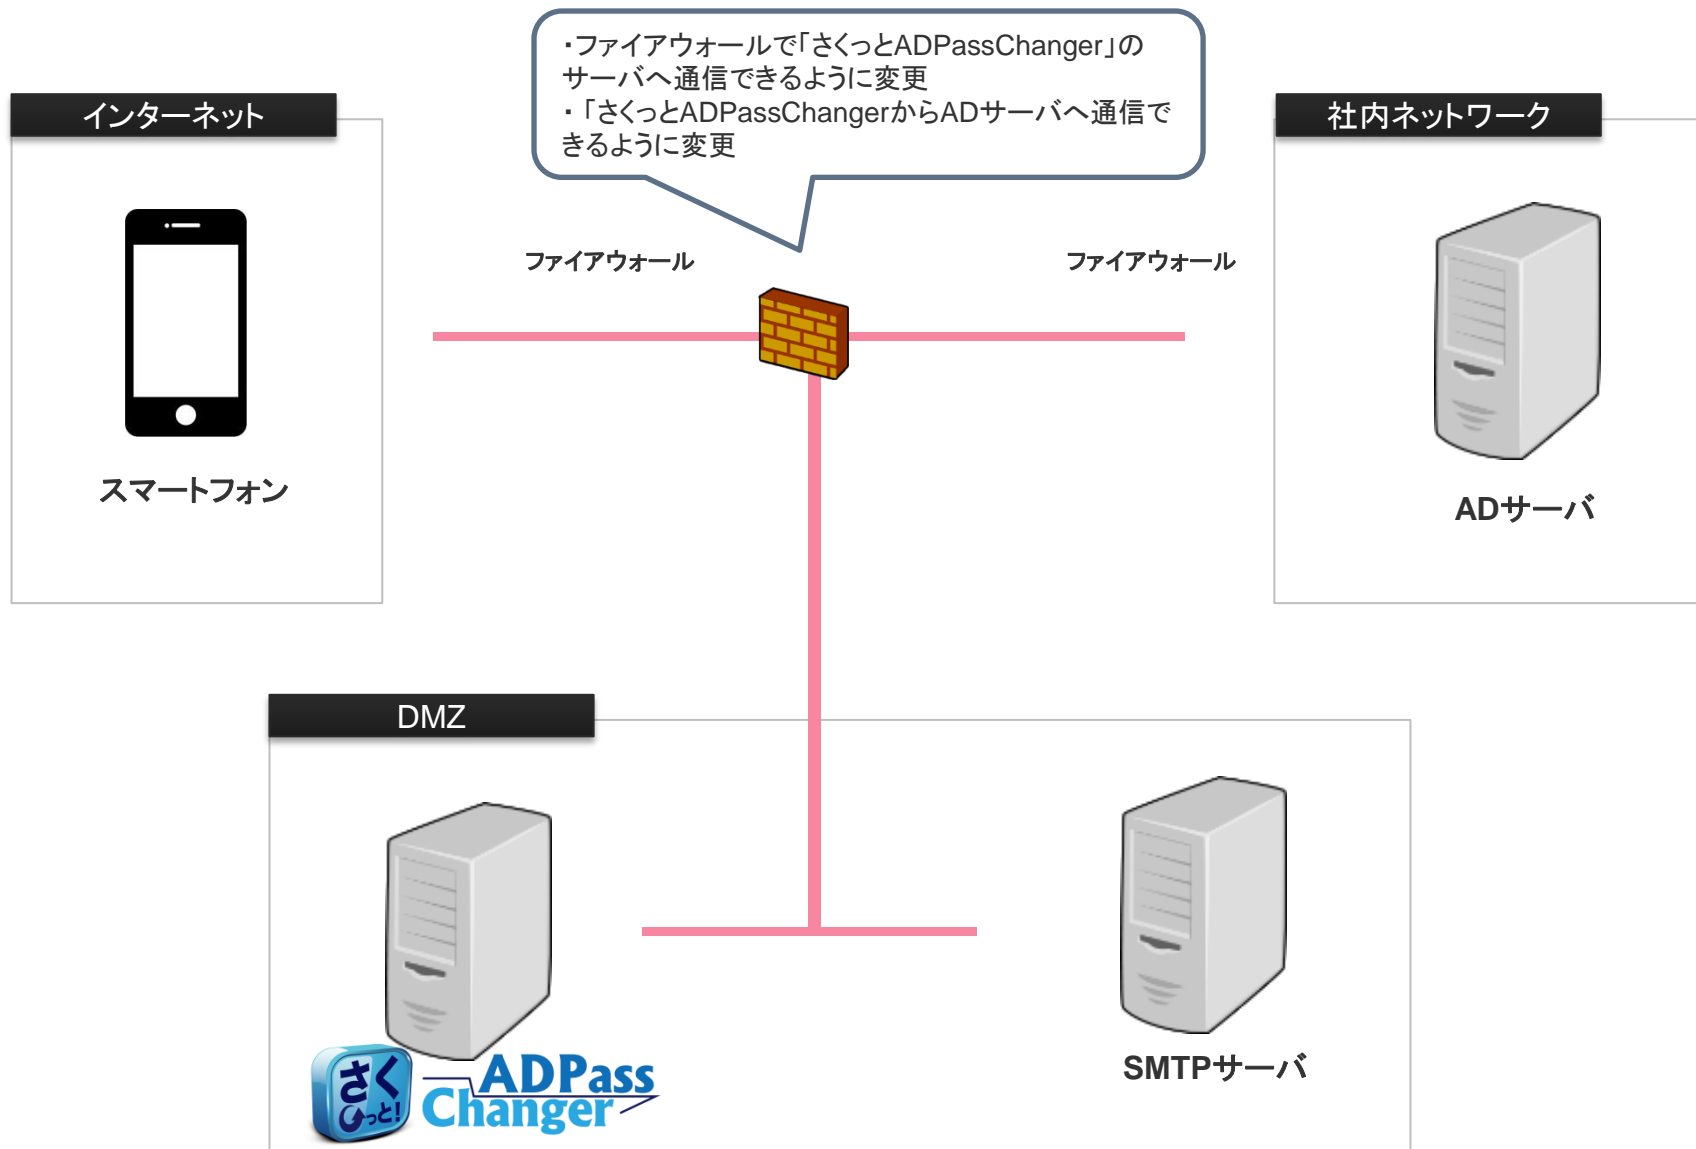 ・ファイアウォールで「さくっとADPassChanger」の
サーバへ通信できるように変更
・「さくっとADPassChangerからADサーバへ通信で
きるように変更
インターネット
社内ネットワーク
ファイアウォール
ファイアウォール
スマートフォン
ADサーバ
DMZ
さく
っと!
ADPass
Changer
SMTPサーバ